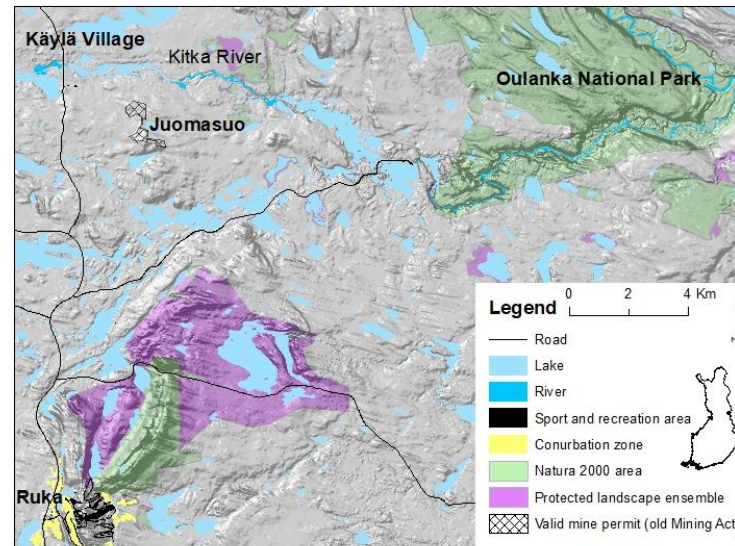 Käylä Village
Kitka River
Oulanka National Park
Juomasuo
Ruka
Legend
0 2 4 Km
Road
Lake
River
Sport and recreation area
Conurbation zone
Natura 2000 area
Protected landscape ensemble
Valid mine permit (old Mining Act